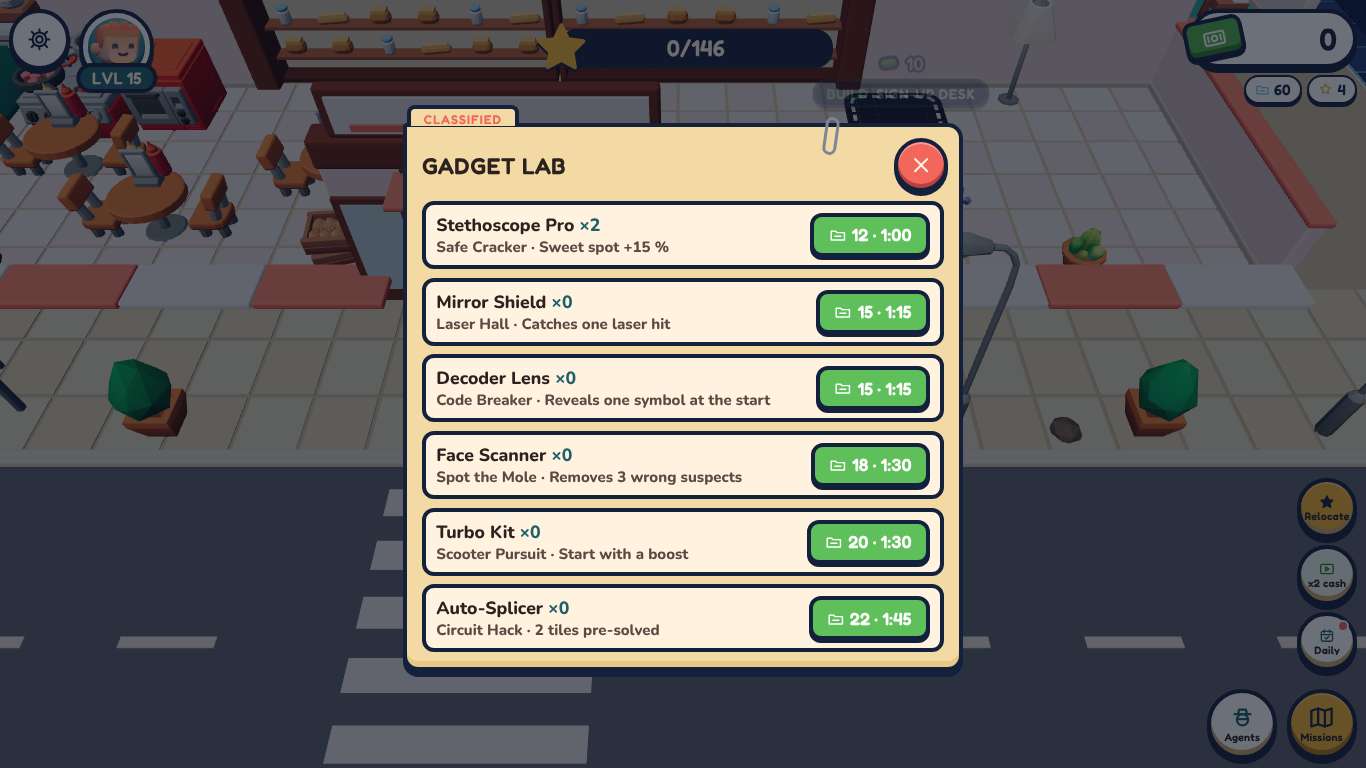 LVL 15
0/146
0
10
BUILD SIGN-UP DESK
60
4
CLASSIFIED
GADGET LAB
Stethoscope Pro ×2
Safe Cracker · Sweet spot +15 %
12 · 1:00
Mirror Shield ×0
Laser Hall · Catches one laser hit
15 · 1:15
Decoder Lens ×0
Code Breaker · Reveals one symbol at the start
15 · 1:15
Face Scanner ×0
Spot the Mole · Removes 3 wrong suspects
18 · 1:30
Turbo Kit ×0
Scooter Pursuit · Start with a boost
20 · 1:30
Auto-Splicer ×0
Circuit Hack · 2 tiles pre-solved
22 · 1:45
Relocate
x2 cash
Daily
Agents
Missions